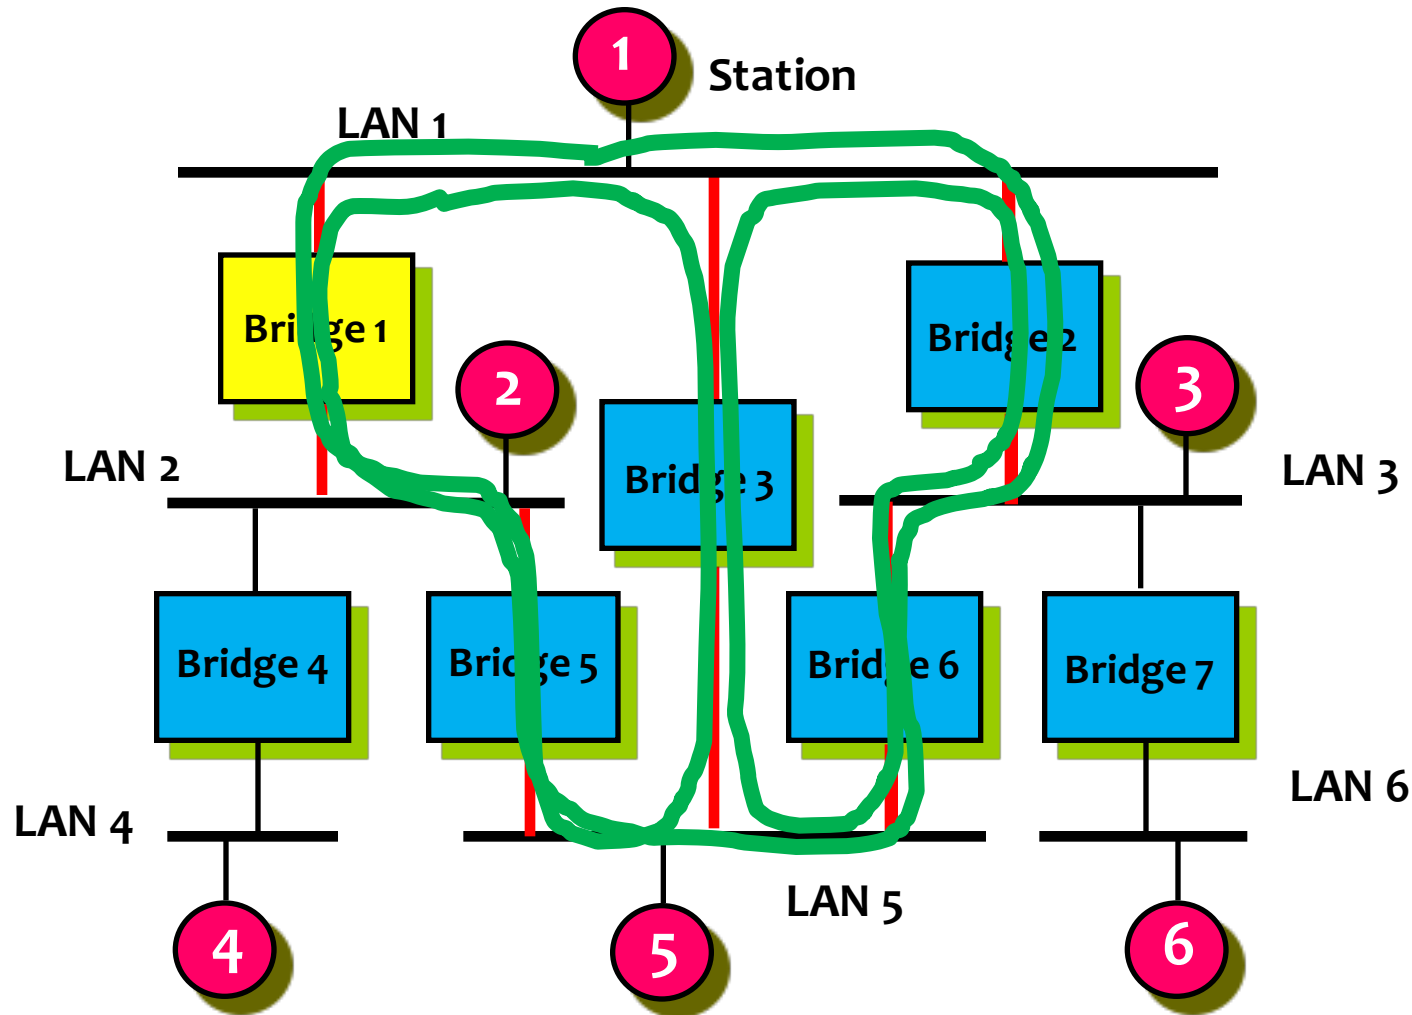 1
Station
LAN 1
Bridge 1
Bridge 2
2
3
LAN 2
Bridge 3
LAN 3
Bridge 4
Bridge 5
Bridge 6
Bridge 7
LAN 4
LAN 6
LAN 5
4
5
6